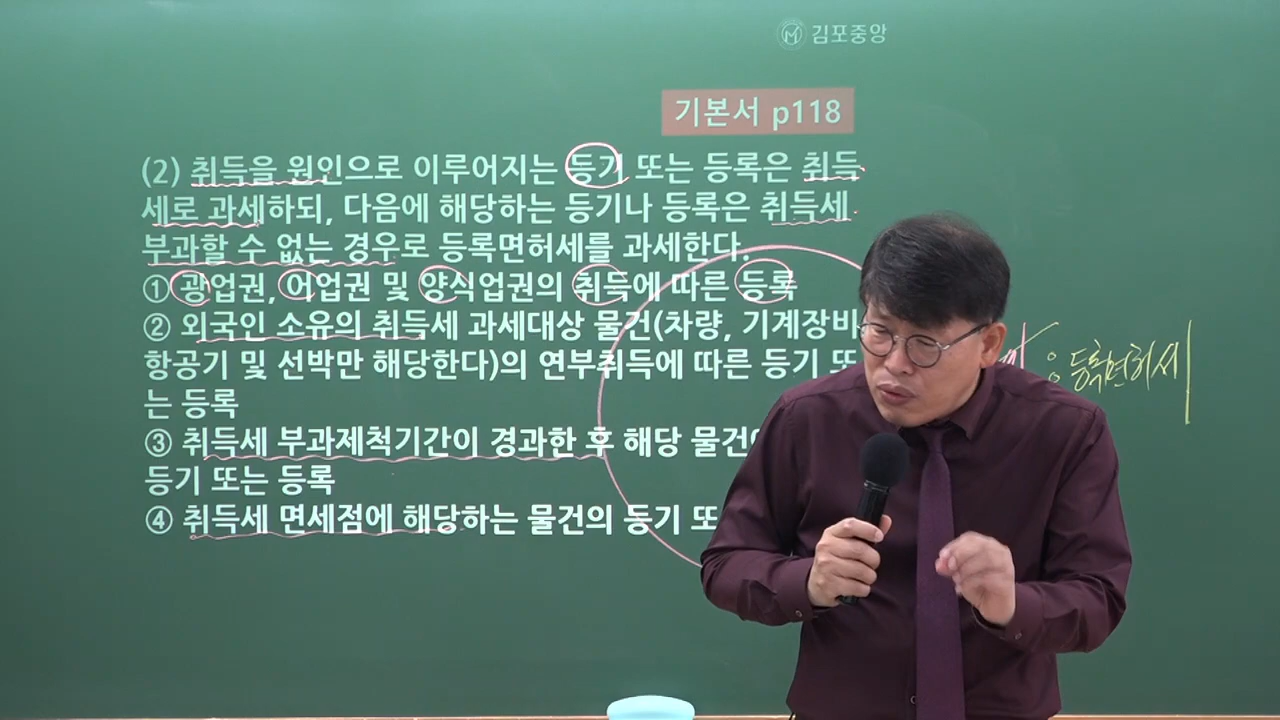 김포중앙
기본서 p118
(2) 취득을 원인으로 이루어지는 등기 또는 등록은 취득
세로 과세하되, 다음에 해당하는 등기나 등록은 취득세
부과할 수 없는 경우로 등록면허세를 과세한다.
① 광업권, 어업권 및 양식업권의 취득에 따른 등록
② 외국인 소유의 취득세 과세대상 물건(차량, 기계장비
항공기 및 선박만 해당한다)의 연부취득에 따른 등기 또
는 등록
등록면허세
③ 취득세 부과제척기간이 경과한 후 해당 물건에
등기 또는 등록
④ 취득세 면세점에 해당하는 물건의 등기 또